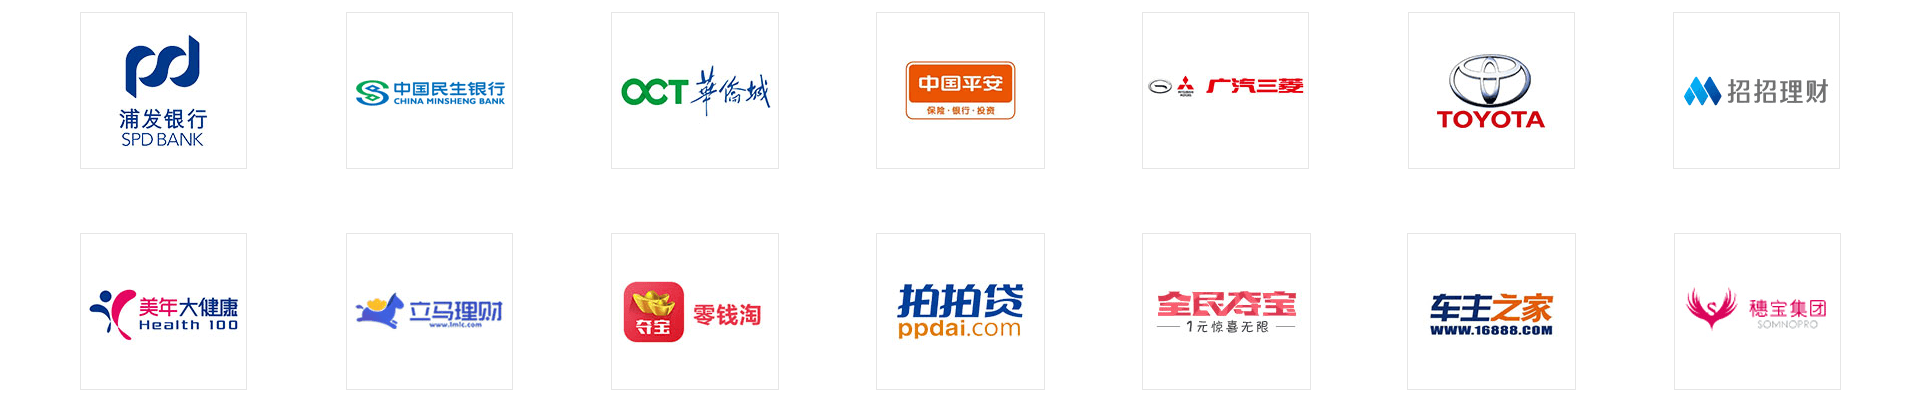 浦发银行
SPD BANK
中国民生银行
CHINA MINSHENG BANK
OCT 華僑城
中国平安
保险·银行·投资
广汽三菱
TOYOTA
招招理财
美年大健康
Health 100
立马理财
www.lmlc.com
夺宝
零钱淘
拍拍贷
ppdai.com
全民夺宝
1元惊喜无限
车主之家
WWW.16888.COM
S
穗宝集团
SOMNOPRO